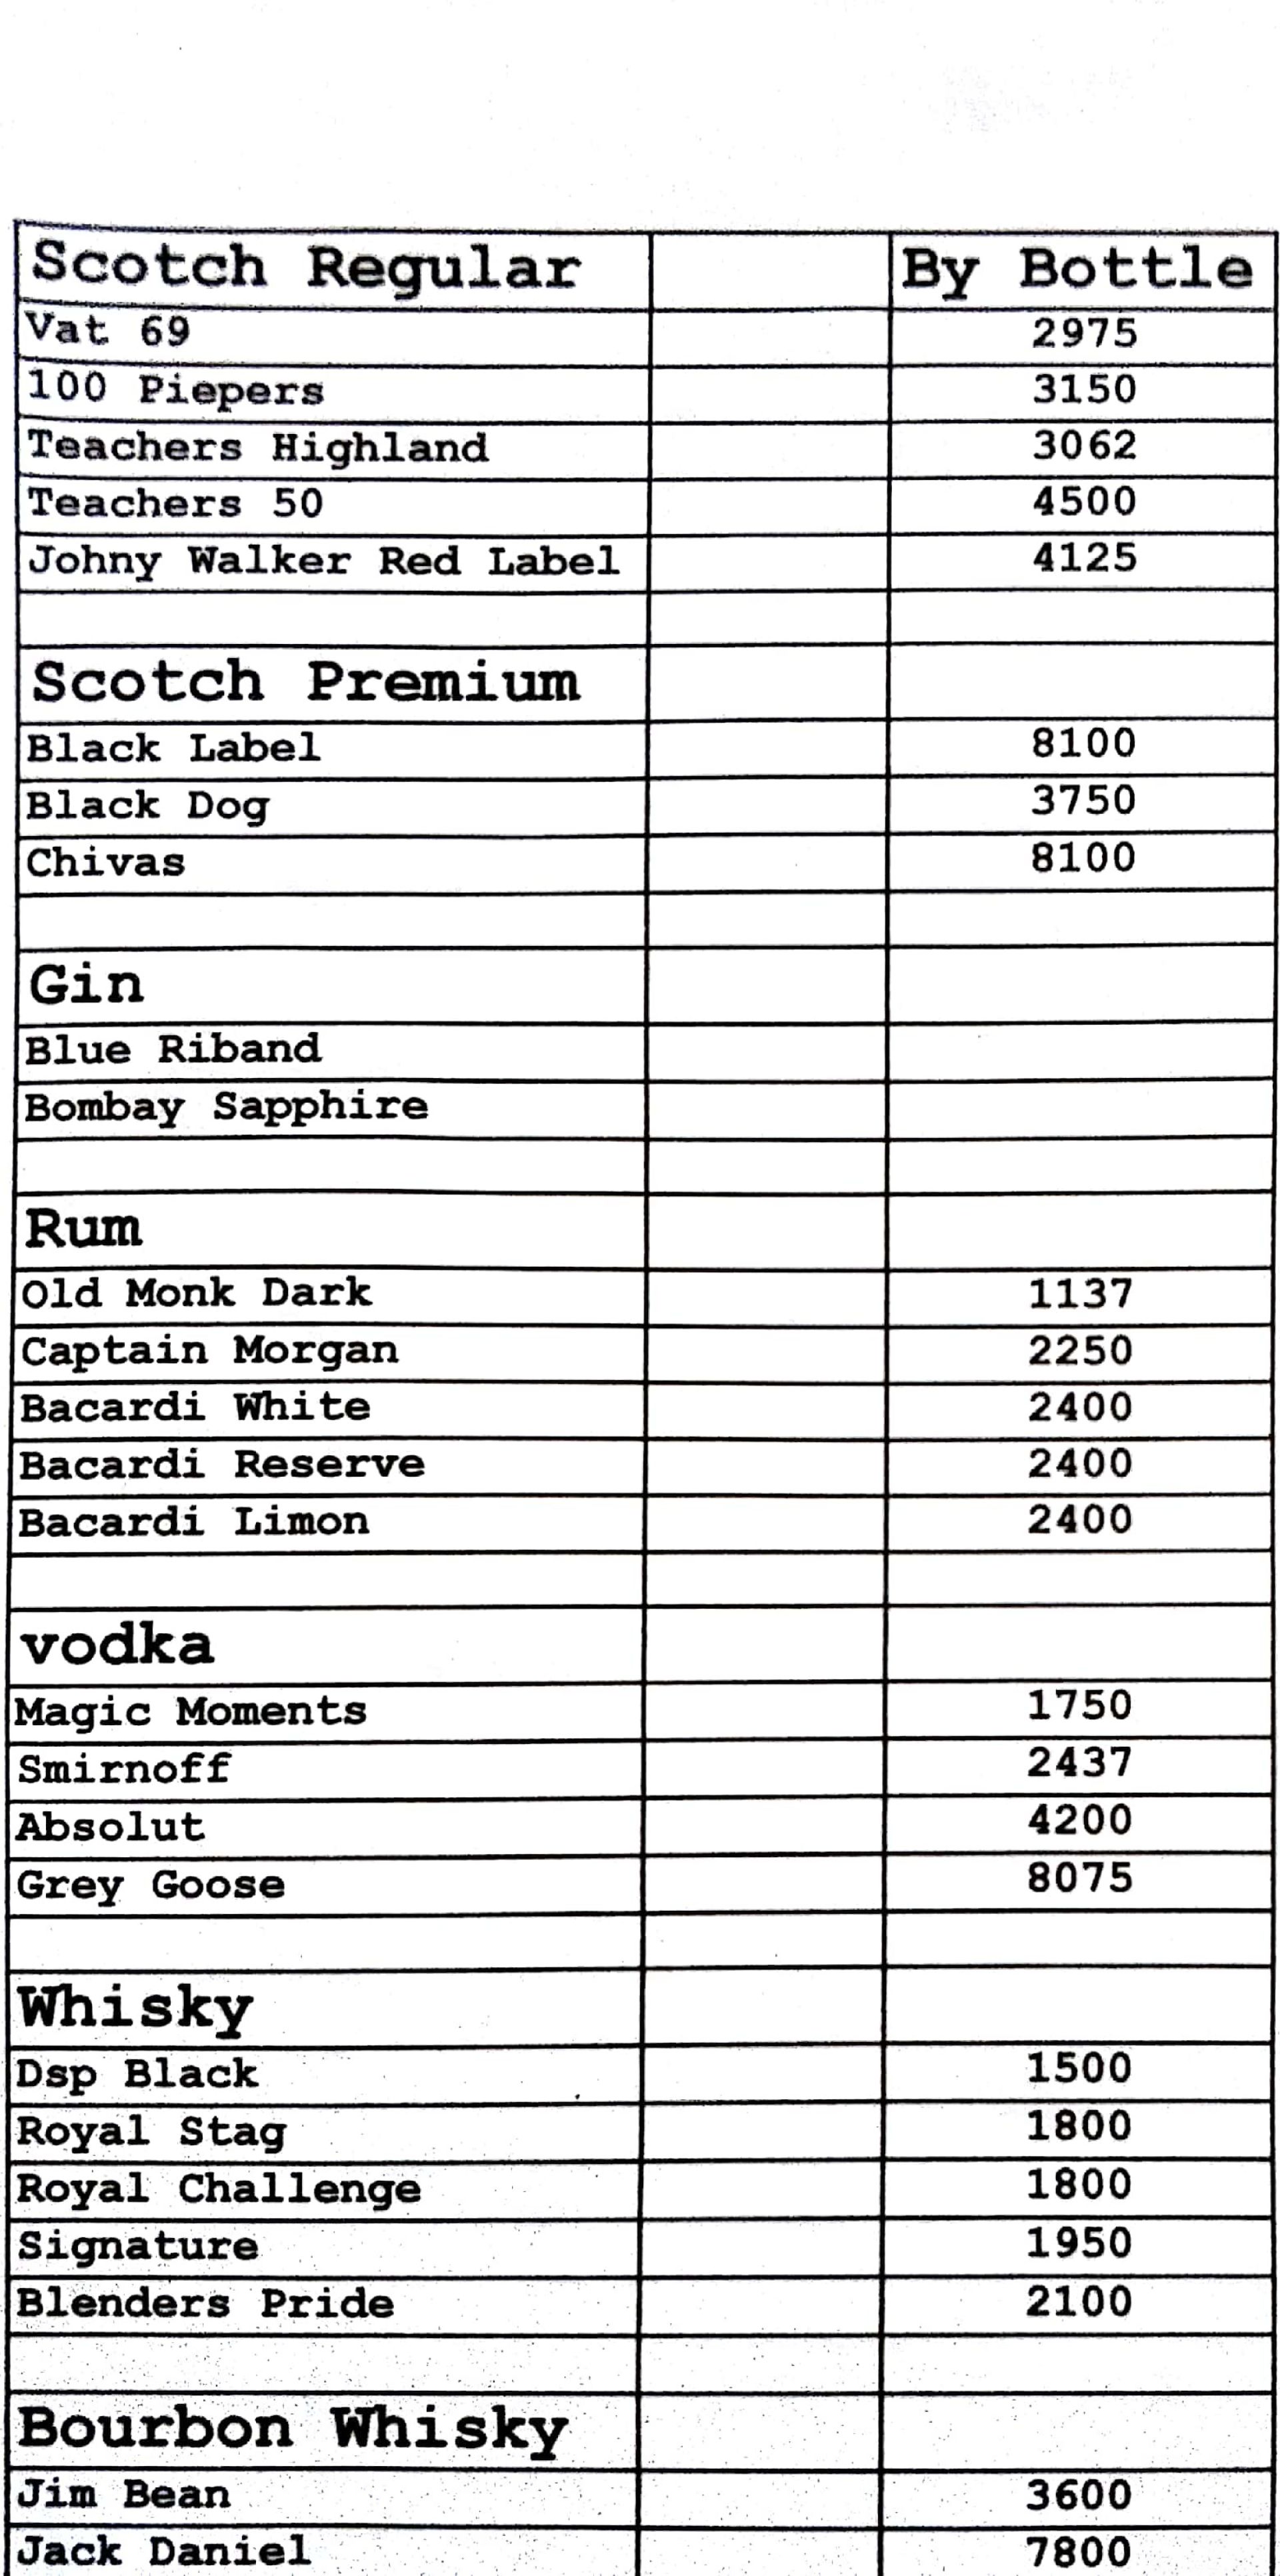 Scotch Regular By Bottle
Vat 69 2975
100 Piepers 3150
Teachers Highland 3062
Teachers 50 4500
Johny Walker Red Label 4125
Scotch Premium
Black Label 8100
Black Dog 3750
Chivas 8100
Gin
Blue Riband
Bombay Sapphire
Rum
Old Monk Dark 1137
Captain Morgan 2250
Bacardi White 2400
Bacardi Reserve 2400
Bacardi Limon 2400
vodka
Magic Moments 1750
Smirnoff 2437
Absolut 4200
Grey Goose 8075
Whisky
Dsp Black 1500
Royal Stag 1800
Royal Challenge 1800
Signature 1950
Blenders Pride 2100
Bourbon Whisky
Jim Bean 3600
Jack Daniel 7800